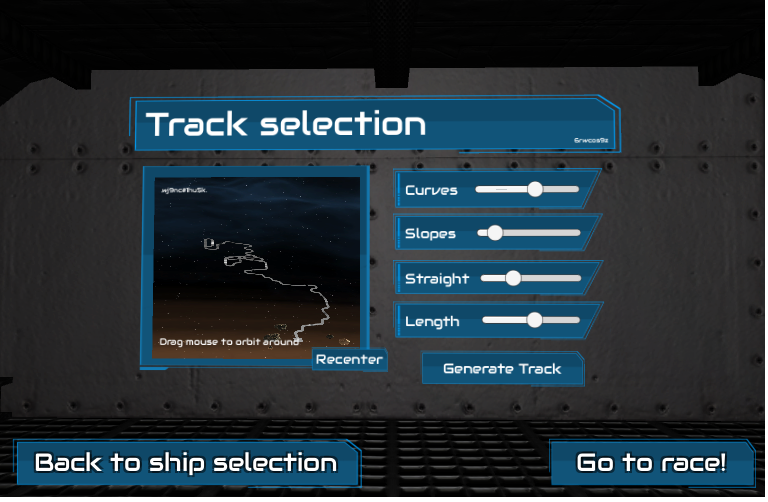 Track selection
Curves
Slopes
Drag mouse to orbit around
Straight
Length
Recenter
Generate Track
Back to ship selection
Go to race!